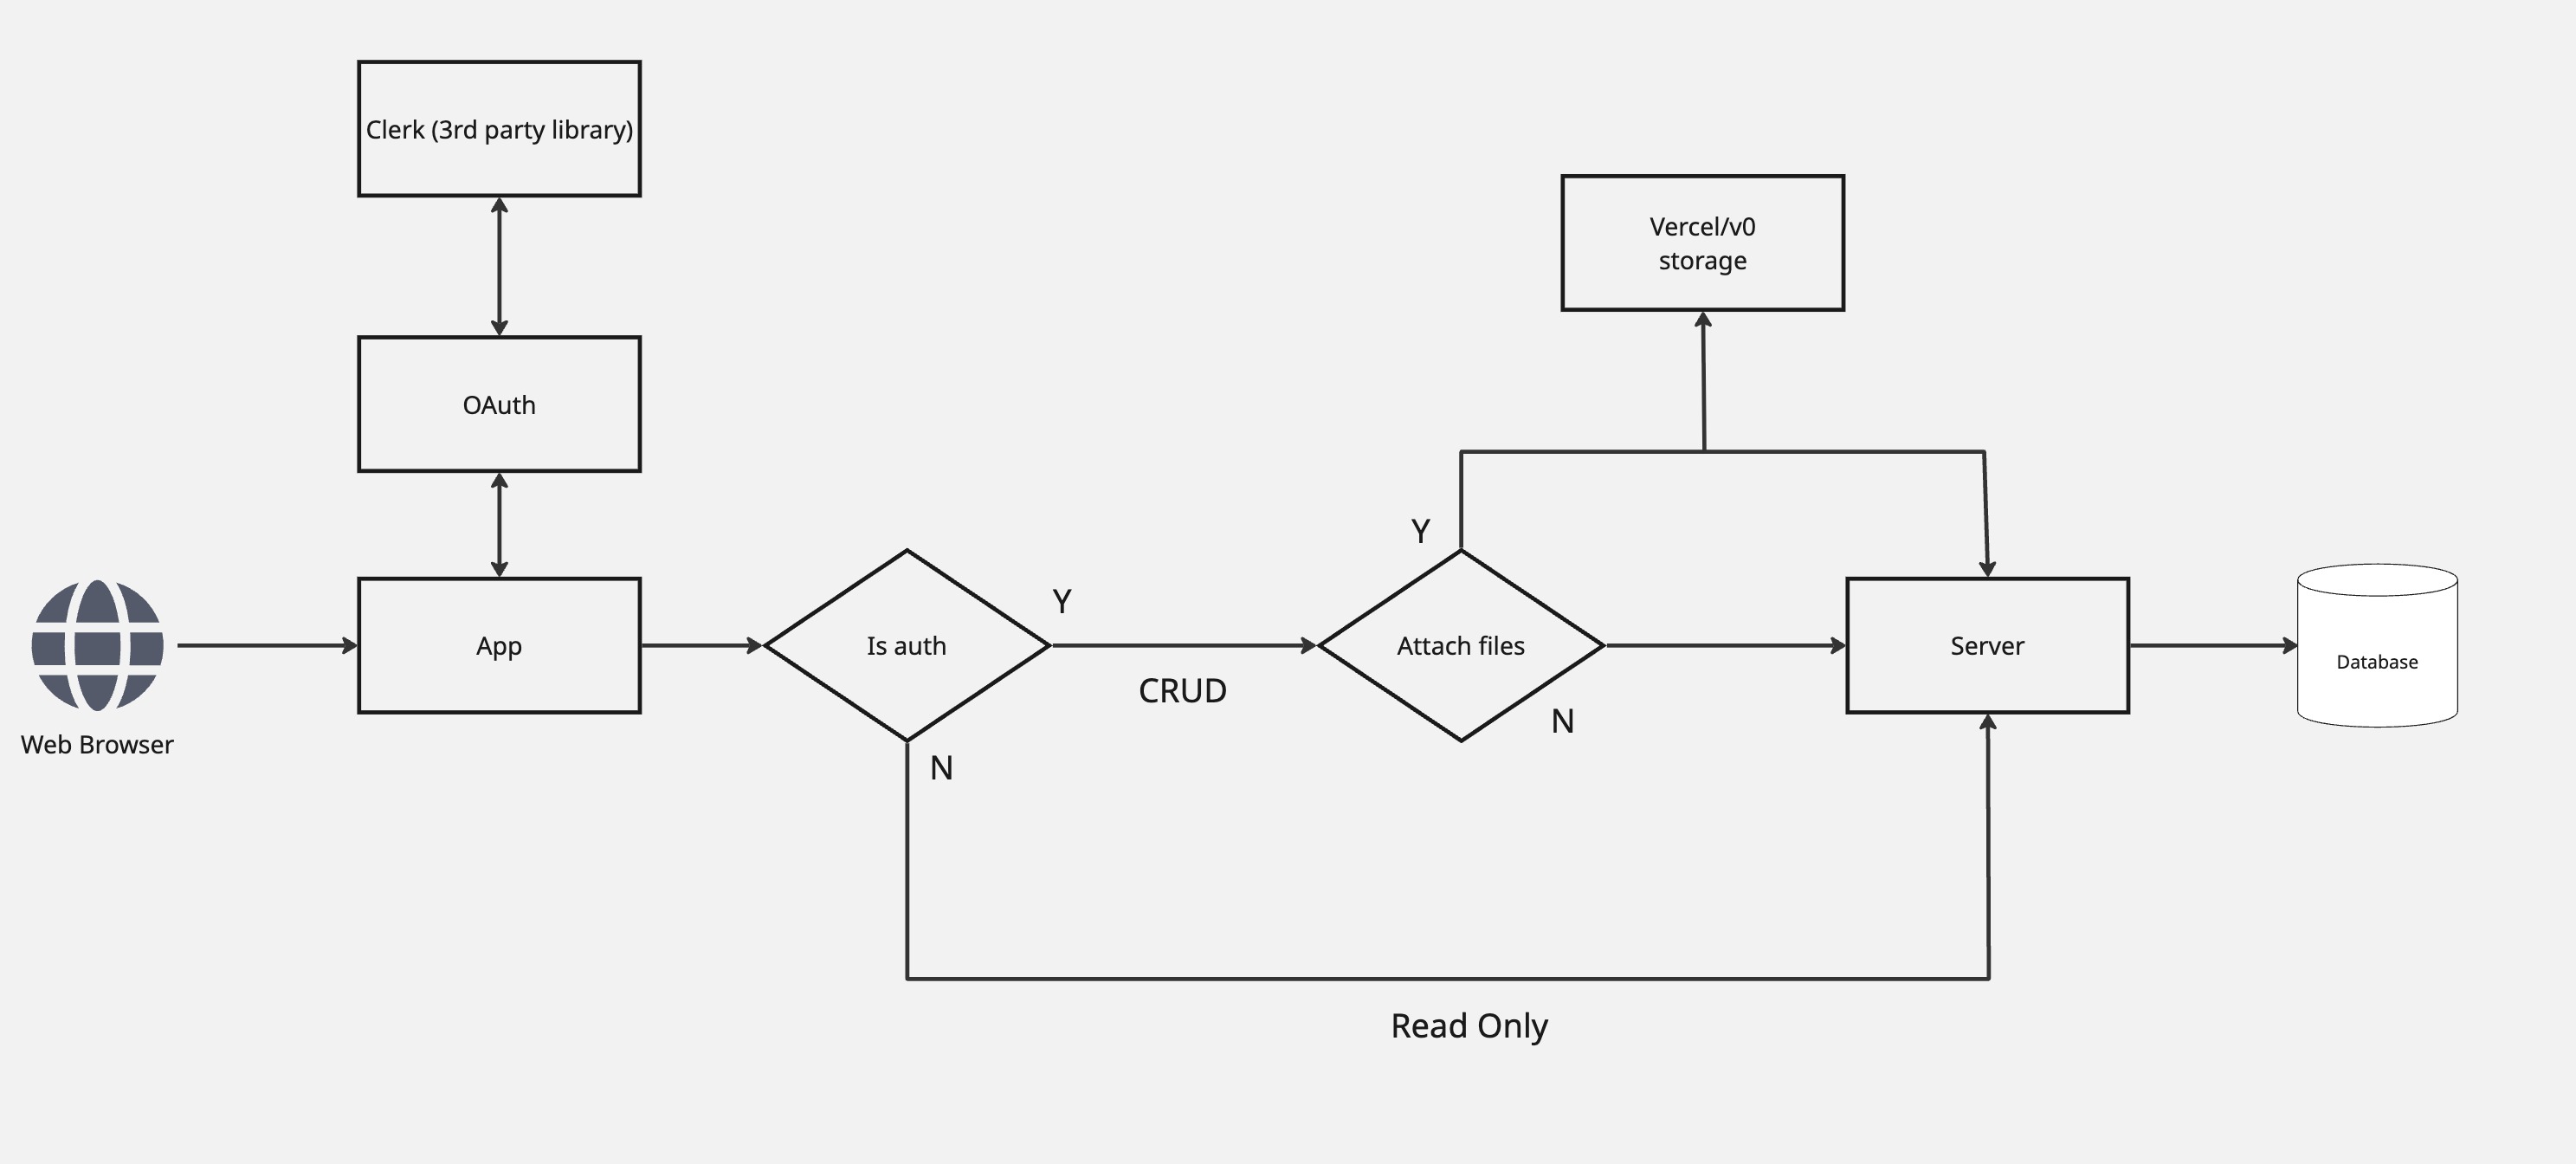 Clerk (3rd party library)
Vercel/v0
storage
OAuth
Y
Y
App
Is auth
Attach files
Server
Database
CRUD
N
Web Browser
N
Read Only